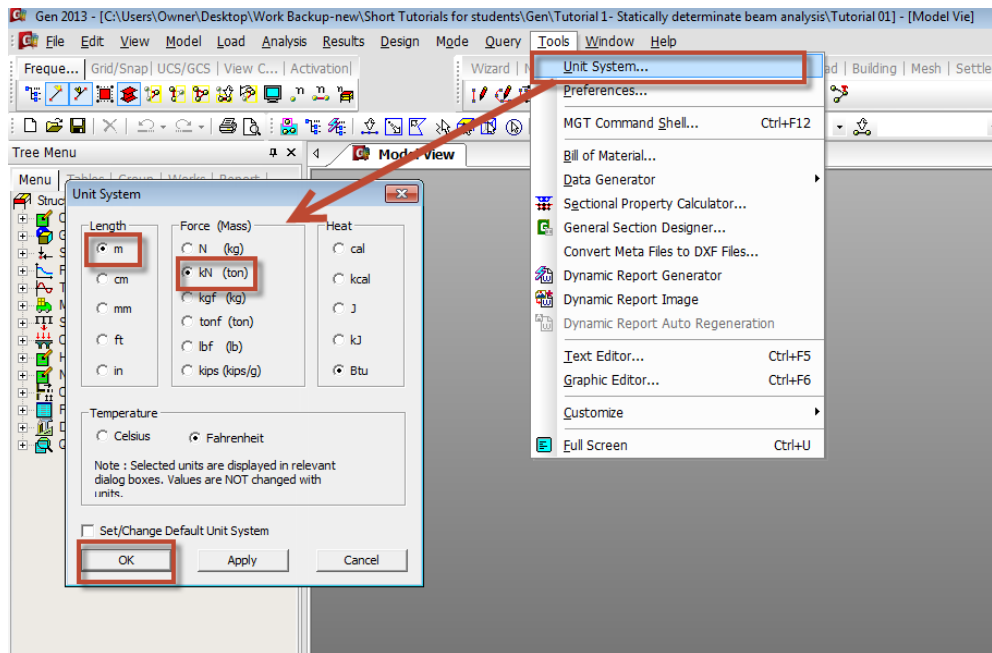 Gen 2013 - [C:\Users\Owner\Desktop\Work Backup-new\Short Tutorials for students\Gen\Tutorial 1- Statically determinate beam analysis\Tutorial 01] - [Model Vie]
File Edit View Model Load Analysis Results Design Mode Query Tools Window Help
Freque... | Grid/Snap | UCS/GCS | View C... | Activation |
Wizard |
ad | Building | Mesh | Settle
Unit System...
Preferences...
MGT Command Shell... Ctrl+F12
Bill of Material...
Data Generator
Sectional Property Calculator...
General Section Designer...
Convert Meta Files to DXF Files...
Dynamic Report Generator
Dynamic Report Image
Dynamic Report Auto Regeneration
Text Editor... Ctrl+F5
Graphic Editor... Ctrl+F6
Customize
Full Screen Ctrl+U
Tree Menu
Model View
Menu Tables Group Works Report
Struc
Unit System
Length
m
cm
mm
ft
in
Force (Mass)
N (kg)
kN (ton)
kgf (kg)
tonf (ton)
lbf (lb)
kips (kips/g)
Heat
cal
kcal
J
kJ
Btu
Temperature
Celsius Fahrenheit
Note : Selected units are displayed in relevant
dialog boxes. Values are NOT changed with
units.
Set/Change Default Unit System
OK Apply Cancel